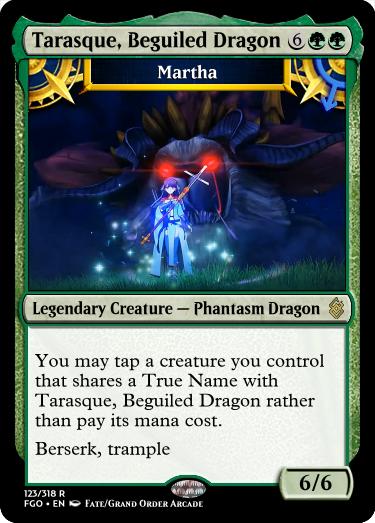 Tarasque, Beguiled Dragon 6
Martha
Legendary Creature — Phantasm Dragon
You may tap a creature you control
that shares a True Name with
Tarasque, Beguiled Dragon rather
than pay its mana cost.
Berserk, trample
6/6
123/318 R
FGO • EN Fate/Grand Order Arcade